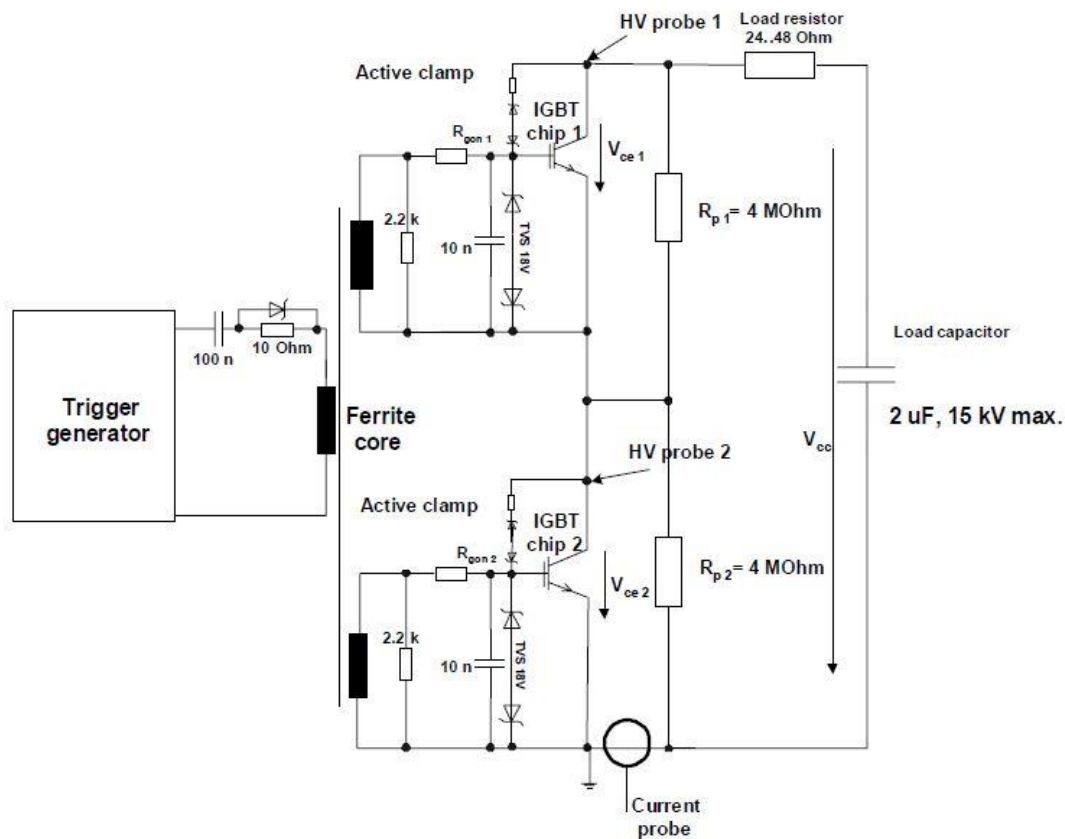 HV probe 1
Load resistor
24..48 Ohm
Active clamp
IGBT
chip 1
R gon 1
V ce 1
2.2 k
10 n
TVS 18V
R p 1 = 4 MOhm
100 n
10 Ohm
Trigger
generator
Ferrite
core
Load capacitor
2 uF, 15 kV max.
V cc
HV probe 2
Active clamp
IGBT
chip 2
R gon 2
V ce 2
2.2 k
10 n
TVS 18V
R p 2 = 4 MOhm
Current
probe